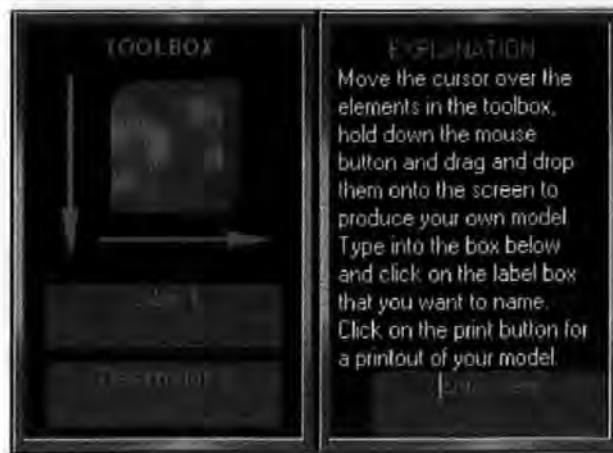 TOOLBOX
EXPLANATION
Move the cursor over the
elements in the toolbox,
hold down the mouse
button and drag and drop
them onto the screen to
produce your own model.
Type into the box below
and click on the label box
that you want to name.
Click on the print button for
a printout of your model.